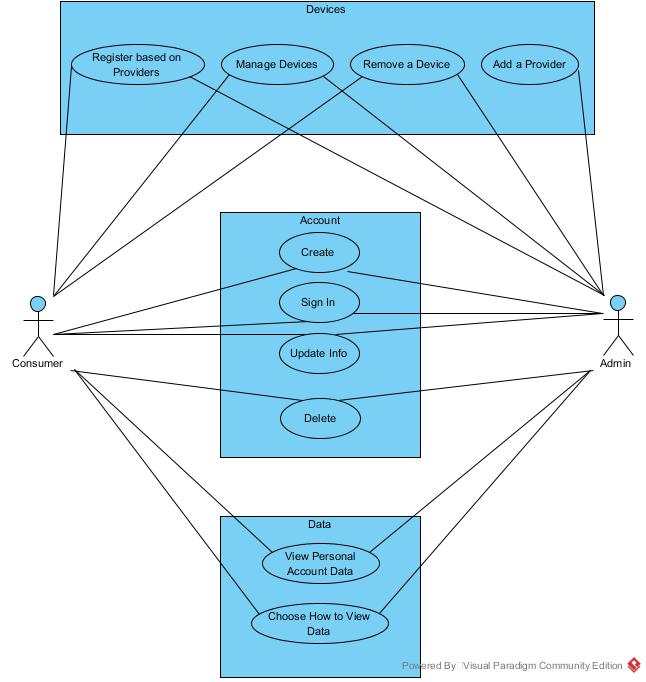 Devices
Register based on
Providers
Manage Devices
Remove a Device
Add a Provider
Account
Create
Sign In
Update Info
Delete
Consumer
Admin
Data
View Personal
Account Data
Choose How to View
Data
Powered By Visual Paradigm Community Edition